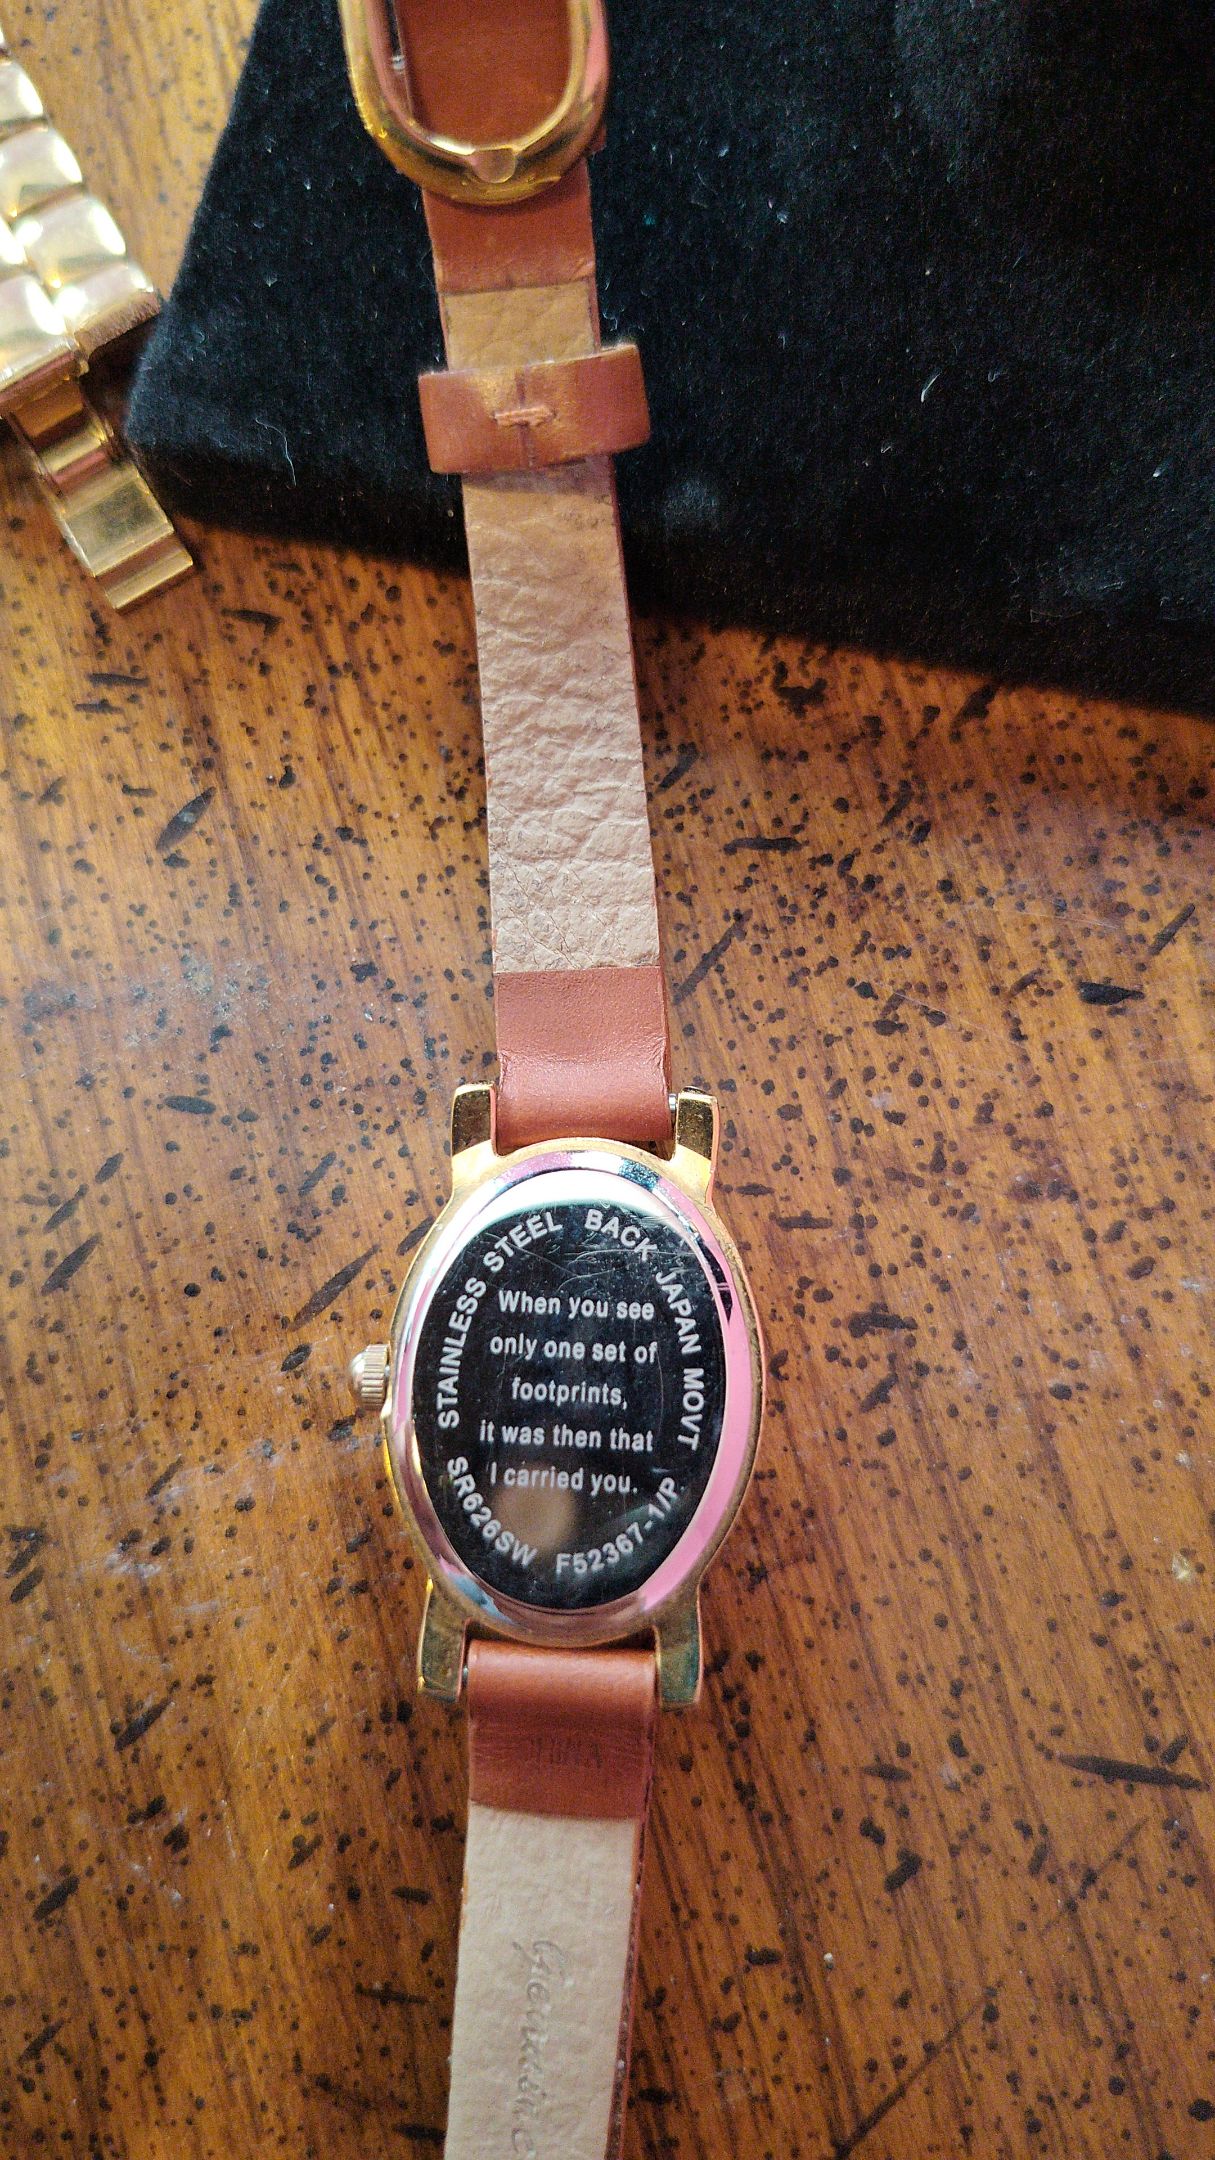 STAINLESS STEEL BACK JAPAN MOVT
When you see
only one set of
footprints,
it was then that
I carried you.
SR626SW F52367-1/P
Genuine